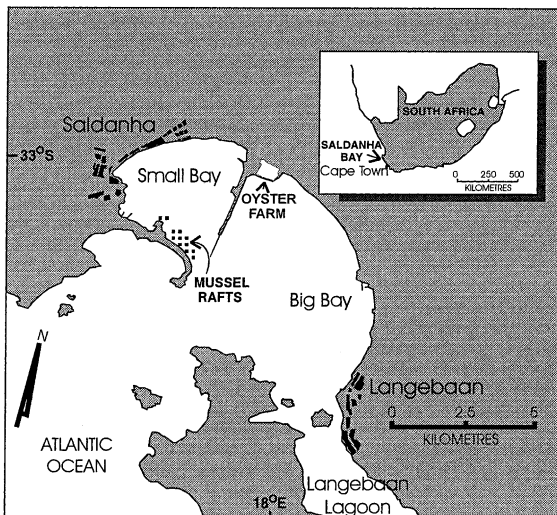 Saldanha
33°S
Small Bay
OYSTER
FARM
MUSSEL
RAFTS
Big Bay
N
ATLANTIC
OCEAN
Langebaan
0 2.5 5
KILOMETRES
Langebaan
Lagoon
18°E
SOUTH AFRICA
SALDANHA
BAY
Cape Town
0 250 500
KILOMETRES